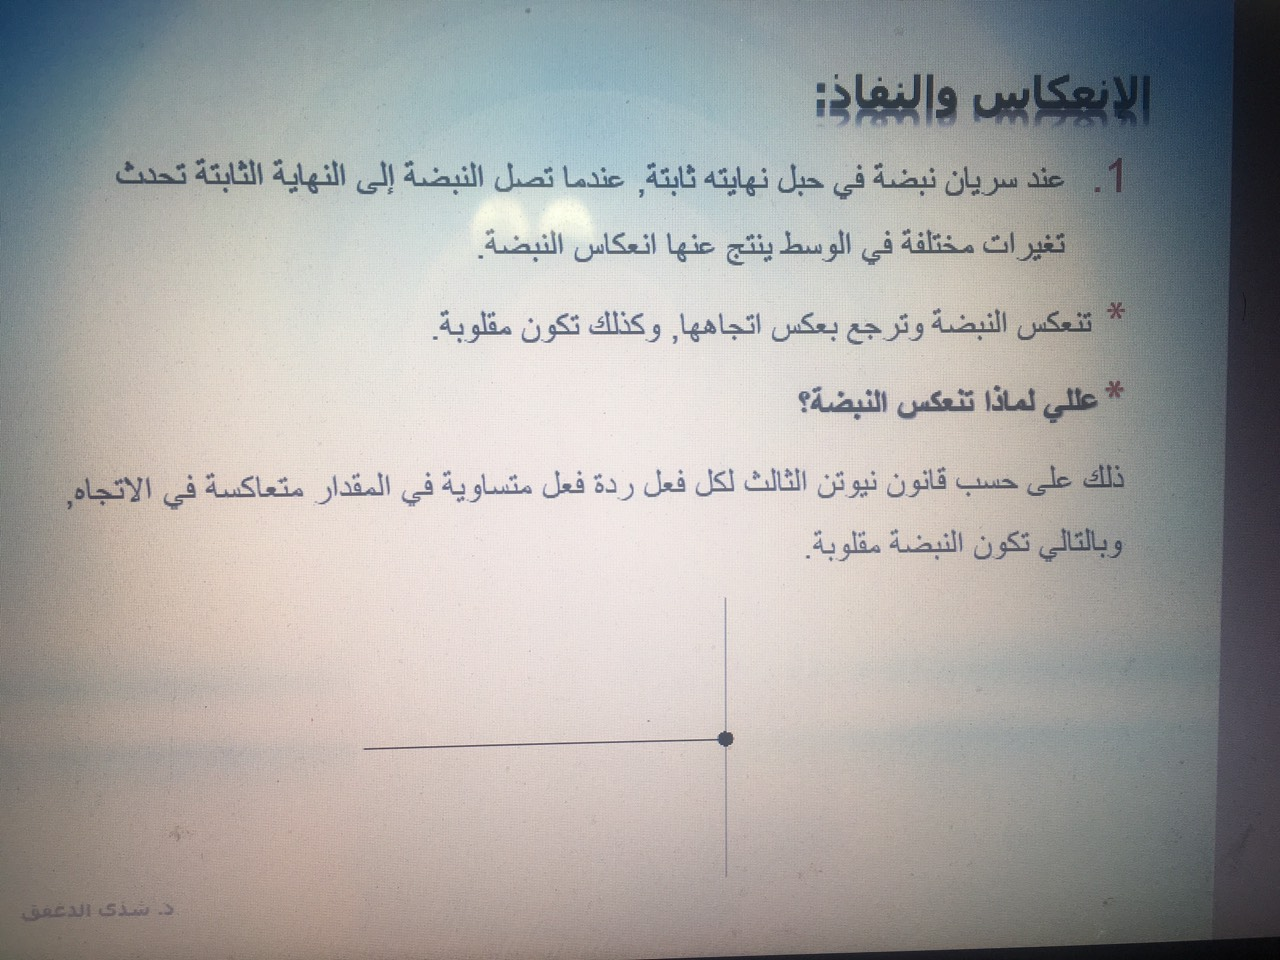 الانعكاس والنفاذ:
1. عند سريان نبضة في حبل نهايته ثابتة, عندما تصل النبضة إلى النهاية الثابتة تحدث
تغيرات مختلفة في الوسط ينتج عنها انعكاس النبضة.
* تنعكس النبضة وترجع بعكس اتجاهها, وكذلك تكون مقلوبة.
* عللي لماذا تنعكس النبضة؟
ذلك على حسب قانون نيوتن الثالث لكل فعل ردة فعل متساوية في المقدار متعاكسة في الاتجاه,
وبالتالي تكون النبضة مقلوبة.
د. شذى الدعفق